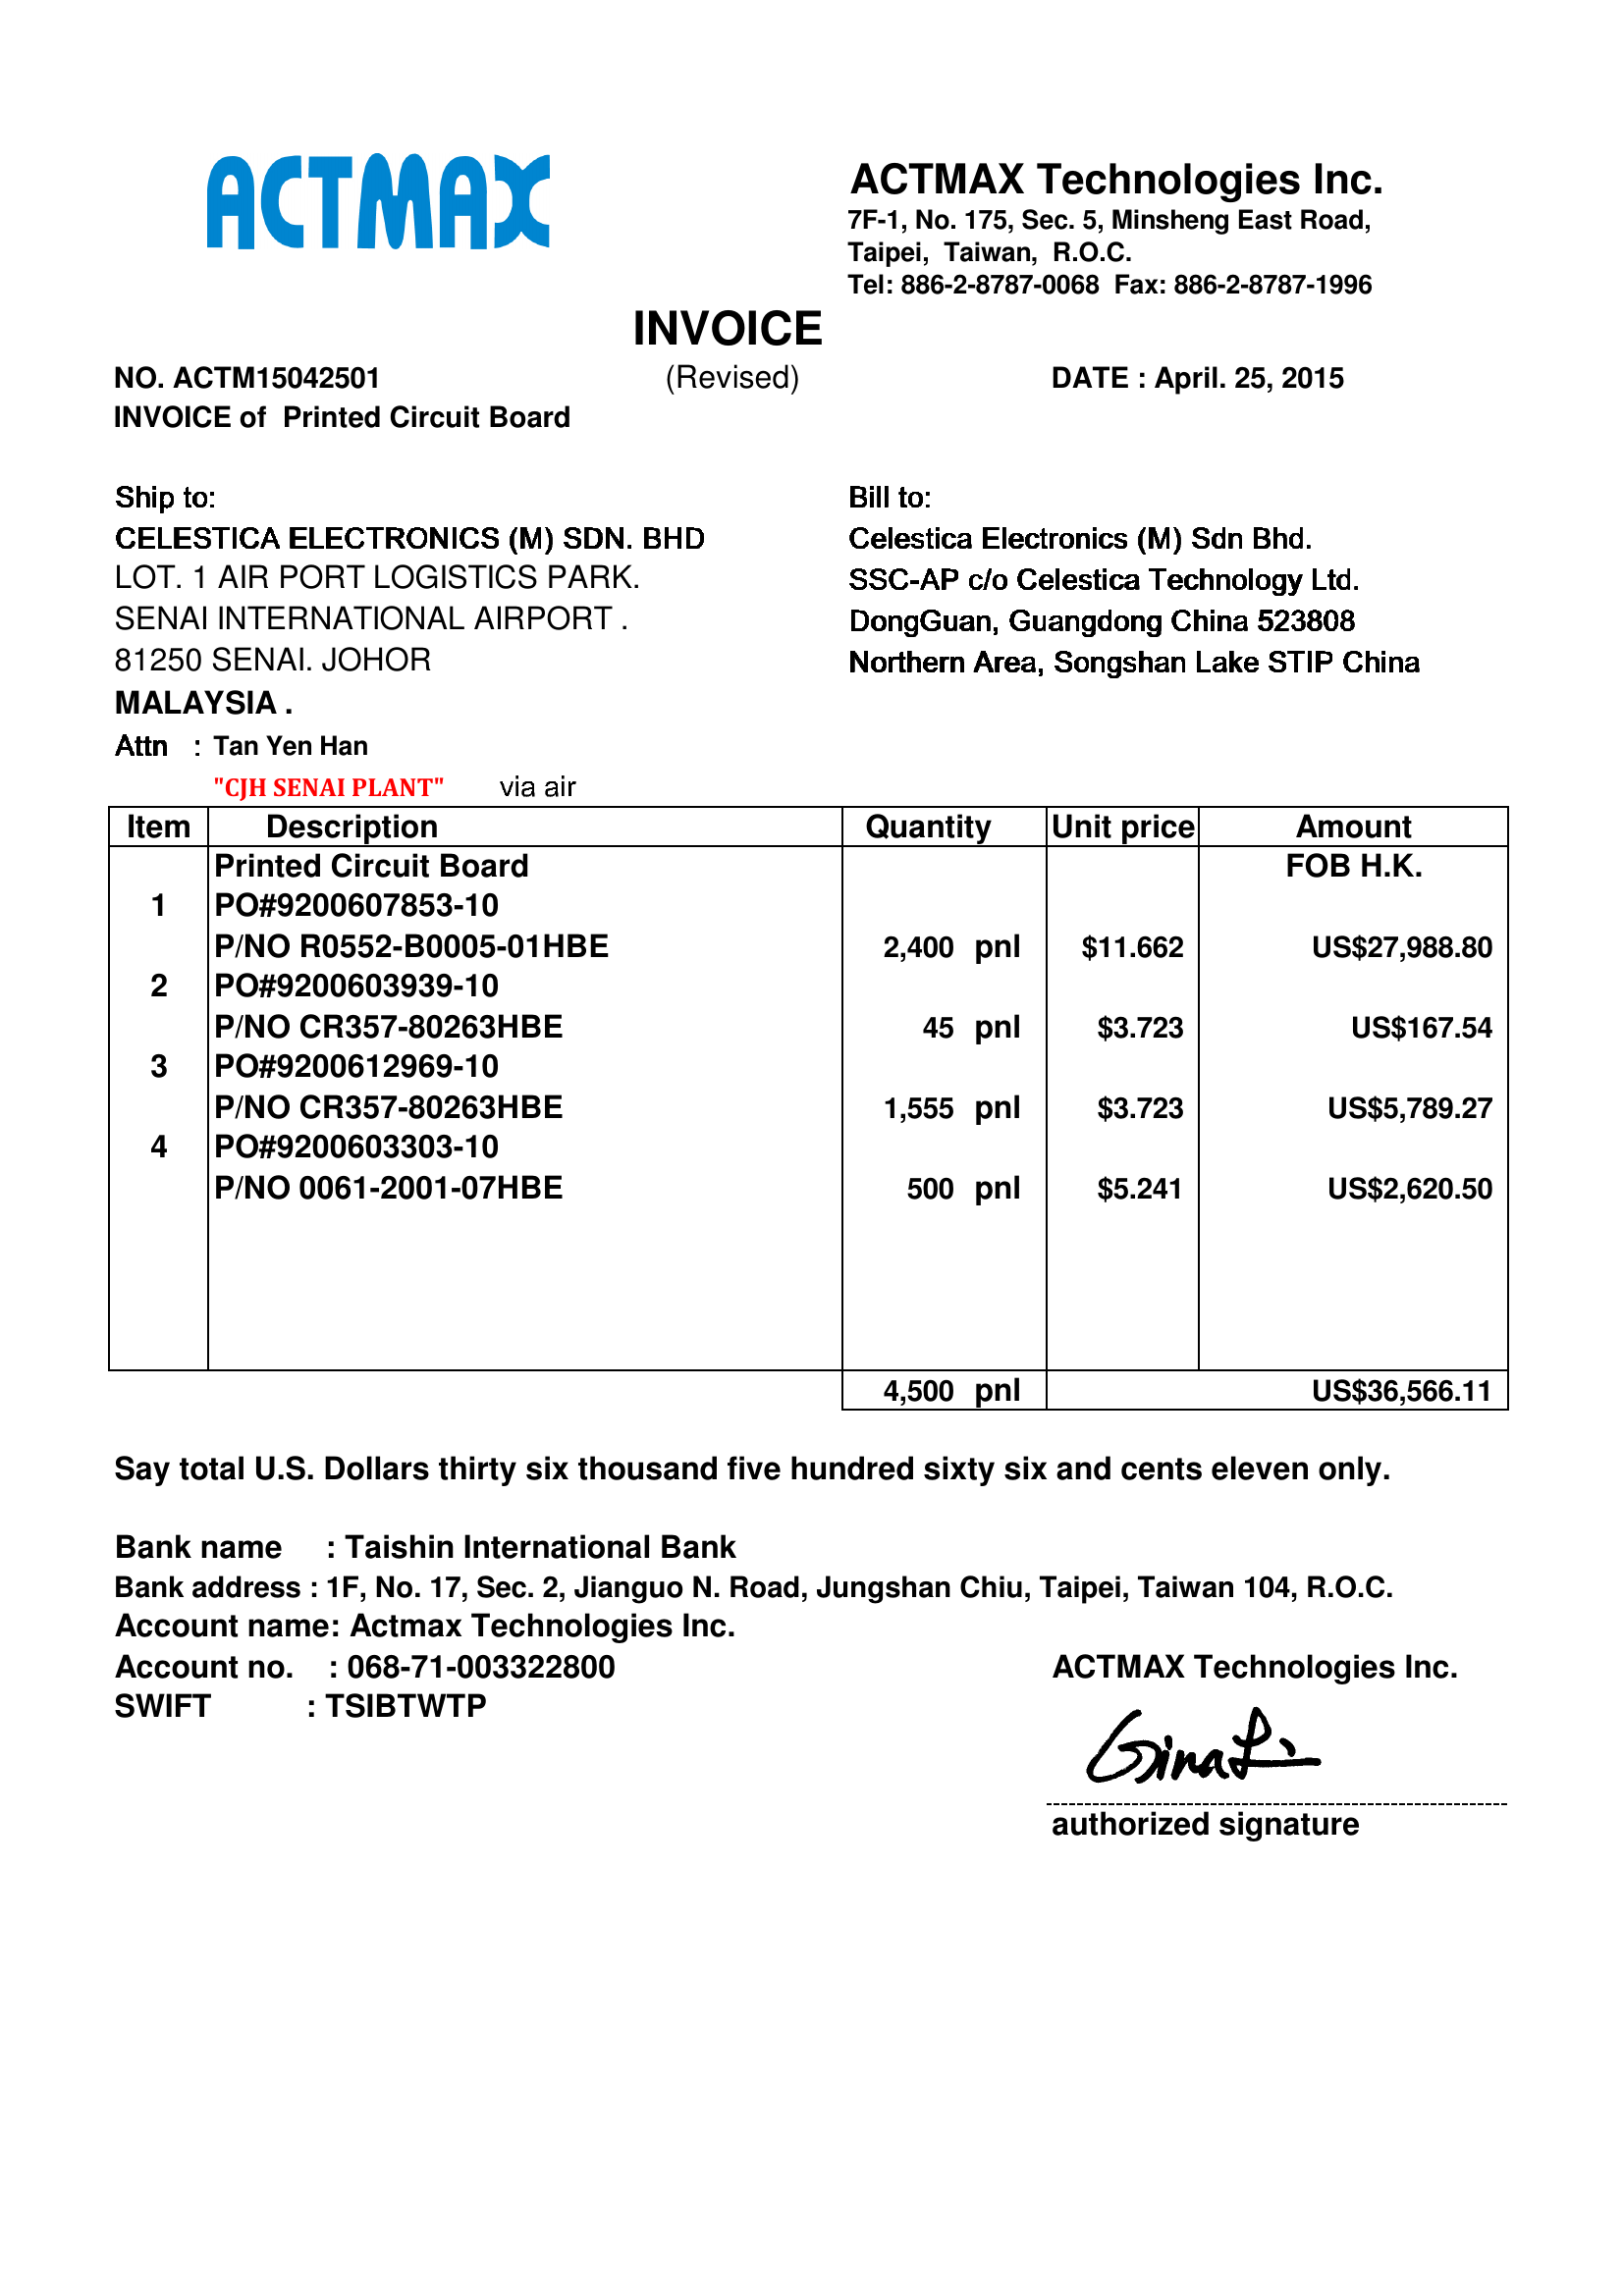 ACTMAX
ACTMAX Technologies Inc.
7F-1, No. 175, Sec. 5, Minsheng East Road,
Taipei, Taiwan, R.O.C.
Tel: 886-2-8787-0068 Fax: 886-2-8787-1996
INVOICE
NO. ACTM15042501 (Revised) DATE : April. 25, 2015
INVOICE of Printed Circuit Board
Ship to:
CELESTICA ELECTRONICS (M) SDN. BHD
LOT. 1 AIR PORT LOGISTICS PARK.
SENAI INTERNATIONAL AIRPORT .
81250 SENAI. JOHOR
MALAYSIA .
Attn : Tan Yen Han
"CJH SENAI PLANT" via air
Bill to:
Celestica Electronics (M) Sdn Bhd.
SSC-AP c/o Celestica Technology Ltd.
DongGuan, Guangdong China 523808
Northern Area, Songshan Lake STIP China
Item Description Quantity Unit price Amount
Printed Circuit Board FOB H.K.
1 PO#9200607853-10
P/NO R0552-B0005-01HBE 2,400 pnl $11.662 US$27,988.80
2 PO#9200603939-10
P/NO CR357-80263HBE 45 pnl $3.723 US$167.54
3 PO#9200612969-10
P/NO CR357-80263HBE 1,555 pnl $3.723 US$5,789.27
4 PO#9200603303-10
P/NO 0061-2001-07HBE 500 pnl $5.241 US$2,620.50
4,500 pnl US$36,566.11
Say total U.S. Dollars thirty six thousand five hundred sixty six and cents eleven only.
Bank name : Taishin International Bank
Bank address : 1F, No. 17, Sec. 2, Jianguo N. Road, Jungshan Chiu, Taipei, Taiwan 104, R.O.C.
Account name: Actmax Technologies Inc.
Account no. : 068-71-003322800
SWIFT : TSIBTWTP
ACTMAX Technologies Inc.
Gina Li
authorized signature